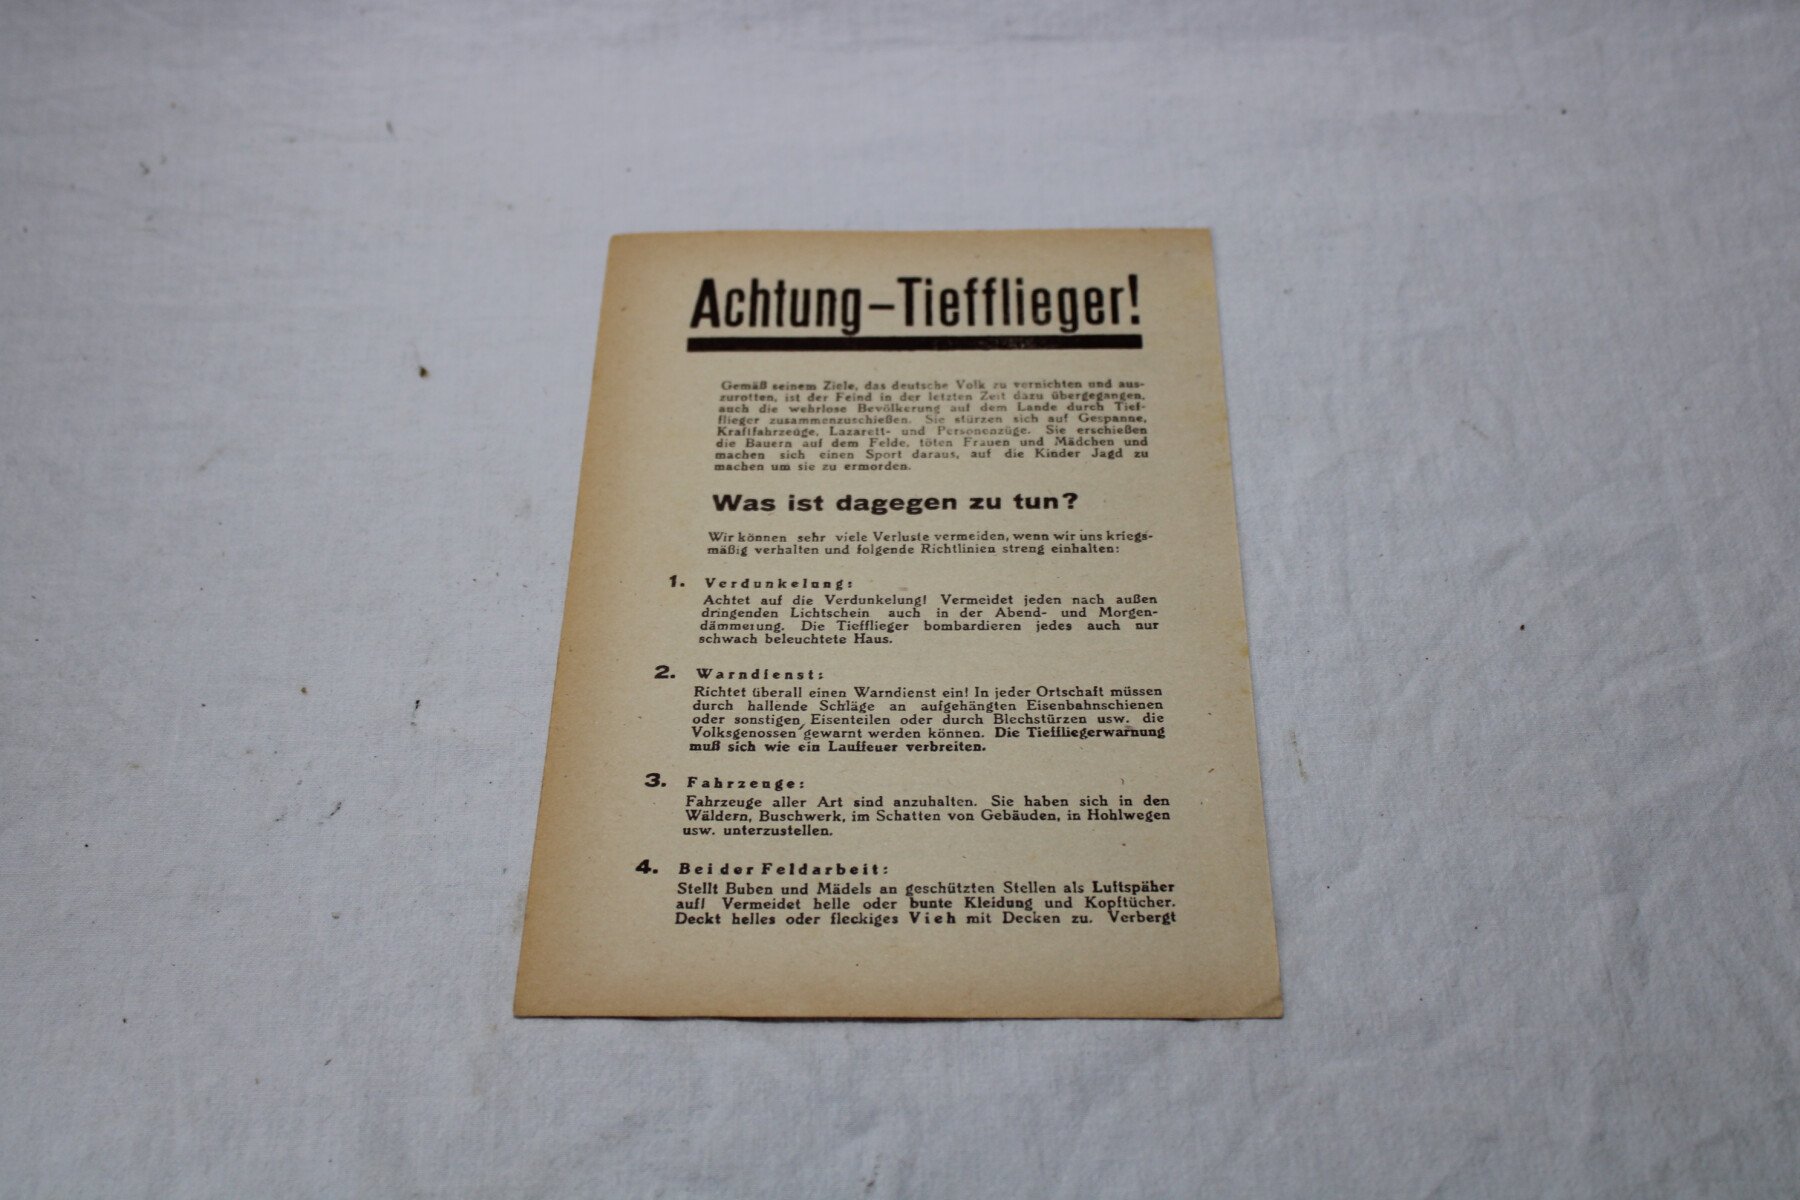 Achtung – Tiefflieger!
Gemäß seinem Ziele, das deutsche Volk zu vernichten und aus-
zurotten, ist der Feind in der letzten Zeit dazu übergegangen,
auch die wehrlose Bevölkerung auf dem Lande durch Tief-
flieger zusammenzuschießen. Sie stürzen sich auf Gespanne,
Kraftfahrzeuge, Lazarett- und Personenzüge. Sie erschießen
die Bauern auf dem Felde, töten Frauen und Mädchen und
machen sich einen Sport daraus, auf die Kinder Jagd zu
machen um sie zu ermorden.
Was ist dagegen zu tun?
Wir können sehr viele Verluste vermeiden, wenn wir uns kriegs-
mäßig verhalten und folgende Richtlinien streng einhalten:
1. Verdunkelung:
Achtet auf die Verdunkelung! Vermeidet jeden nach außen
dringenden Lichtschein auch in der Abend- und Morgen-
dämmerung. Die Tiefflieger bombardieren jedes auch nur
schwach beleuchtete Haus.
2. Warndienst:
Richtet überall einen Warndienst ein! In jeder Ortschaft müssen
durch hallende Schläge an aufgehängten Eisenbahnschienen
oder sonstigen Eisenteilen oder durch Blechstürzen usw. die
Volksgenossen gewarnt werden können. Die Tieffliegerwarnung
muß sich wie ein Lauffeuer verbreiten.
3. Fahrzeuge:
Fahrzeuge aller Art sind anzuhalten. Sie haben sich in den
Wäldern, Buschwerk, im Schatten von Gebäuden, in Hohlwegen
usw. unterzustellen.
4. Bei der Feldarbeit:
Stellt Buben und Mädels an geschützten Stellen als Luftspäher
auf! Vermeidet helle oder bunte Kleidung und Kopftücher.
Deckt helles oder fleckiges Vieh mit Decken zu. Verbergt